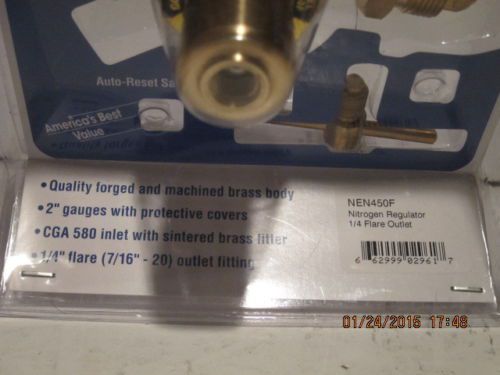 Auto-Reset Sa
America's Best
Value
• Quality forged and machined brass body
• 2" gauges with protective covers
• CGA 580 inlet with sintered brass filter
• 1/4" flare (7/16" - 20) outlet fitting
NEN450F
Nitrogen Regulator
1/4 Flare Outlet
6 62999 02961 7
01/24/2015 17:48